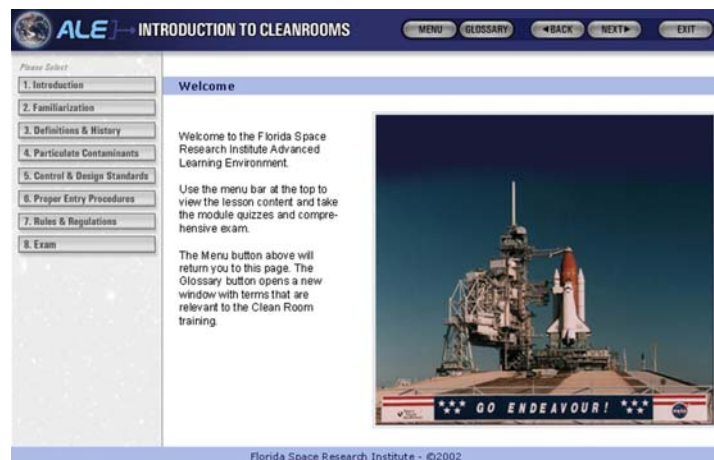 ALE INTRODUCTION TO CLEANROOMS MENU GLOSSARY ◄BACK NEXT► EXIT
Please Select
1. Introduction
2. Familiarization
3. Definitions & History
4. Particulate Contaminants
5. Control & Design Standards
6. Proper Entry Procedures
7. Rules & Regulations
8. Exam
Welcome
Welcome to the Florida Space
Research Institute Advanced
Learning Environment.
Use the menu bar at the top to
view the lesson content and take
the module quizzes and compre-
hensive exam.
The Menu button above will
return you to this page. The
Glossary button opens a new
window with terms that are
relevant to the Clean Room
training.
GO ENDEAVOUR!
Florida Space Research Institute - ©2002